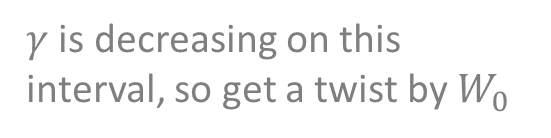 γ is decreasing on this
interval, so get a twist by W₀